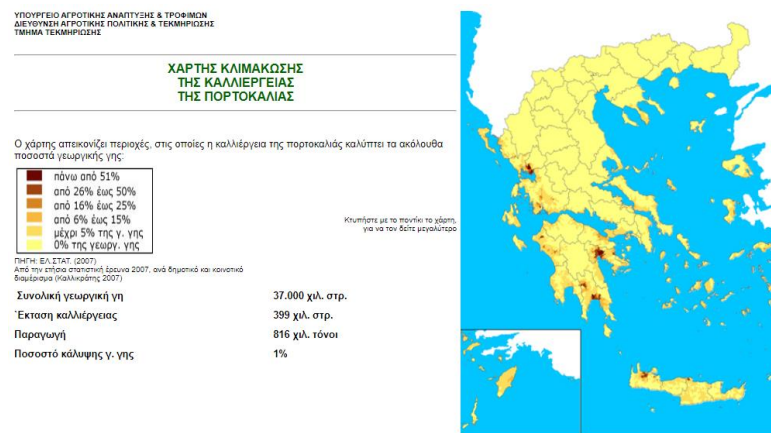 ΥΠΟΥΡΓΕΙΟ ΑΓΡΟΤΙΚΗΣ ΑΝΑΠΤΥΞΗΣ & ΤΡΟΦΙΜΩΝ
ΔΙΕΥΘΥΝΣΗ ΑΓΡΟΤΙΚΗΣ ΠΟΛΙΤΙΚΗΣ & ΤΕΚΜΗΡΙΩΣΗΣ
ΤΜΗΜΑ ΤΕΚΜΗΡΙΩΣΗΣ
ΧΑΡΤΗΣ ΚΛΙΜΑΚΩΣΗΣ
ΤΗΣ ΚΑΛΛΙΕΡΓΕΙΑΣ
ΤΗΣ ΠΟΡΤΟΚΑΛΙΑΣ
Ο χάρτης απεικονίζει περιοχές, στις οποίες η καλλιέργεια της πορτοκαλιάς καλύπτει τα ακόλουθα
ποσοστά γεωργικής γης:
πάνω από 51%
από 26% έως 50%
από 16% έως 25%
από 6% έως 15%
μέχρι 5% της γ. γης
0% της γεωργ. γης
Κτυπήστε με το ποντίκι το χάρτη,
για να τον δείτε μεγαλύτερο
ΠΗΓΗ: ΕΛ.ΣΤΑΤ. (2007)
Από την ετήσια στατιστική έρευνα 2007, ανά δημοτικό και κοινοτικό
διαμέρισμα (Καλλικράτης 2007)
Συνολική γεωργική γη 37.000 χιλ. στρ.
Έκταση καλλιέργειας 399 χιλ. στρ.
Παραγωγή 816 χιλ. τόνοι
Ποσοστό κάλυψης γ. γης 1%